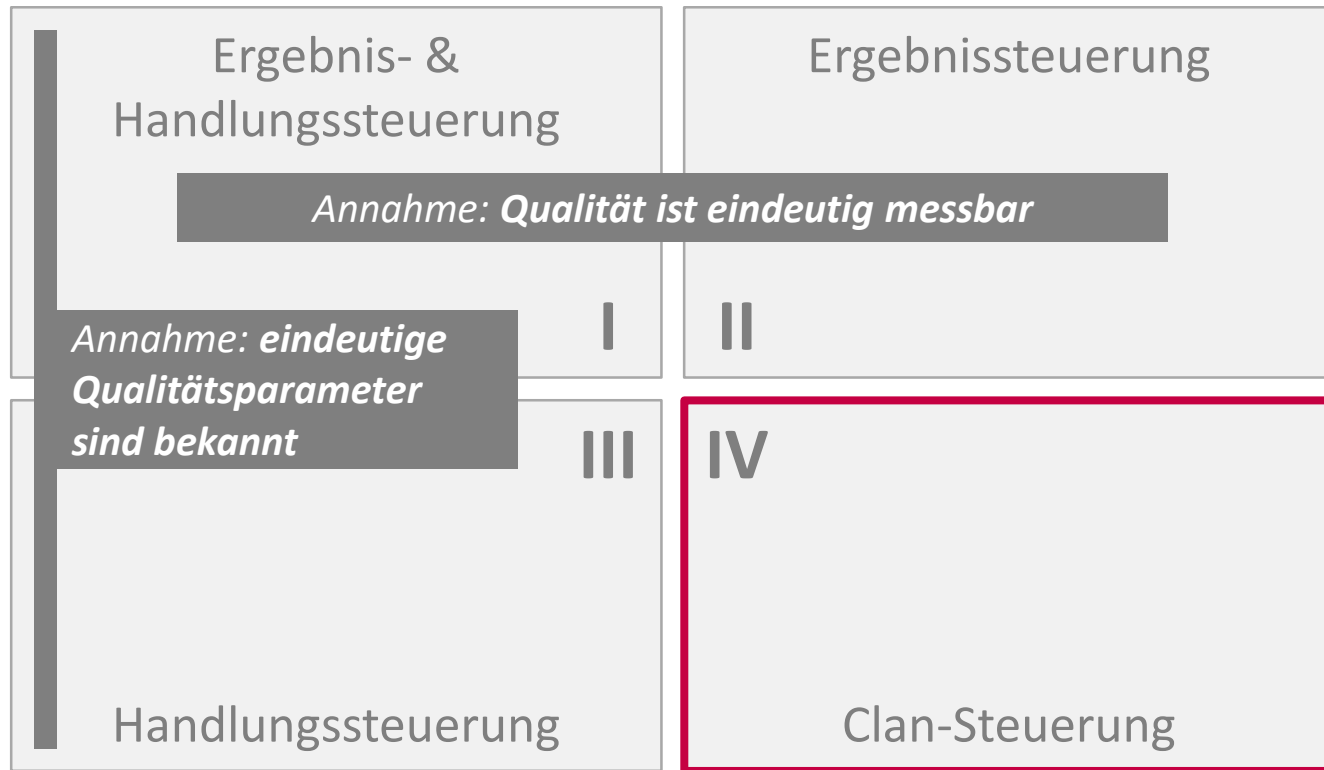 Ergebnis- &
Handlungssteuerung
Ergebnissteuerung
Annahme: Qualität ist eindeutig messbar
I
II
Annahme: eindeutige
Qualitätsparameter
sind bekannt
III
IV
Handlungssteuerung
Clan-Steuerung